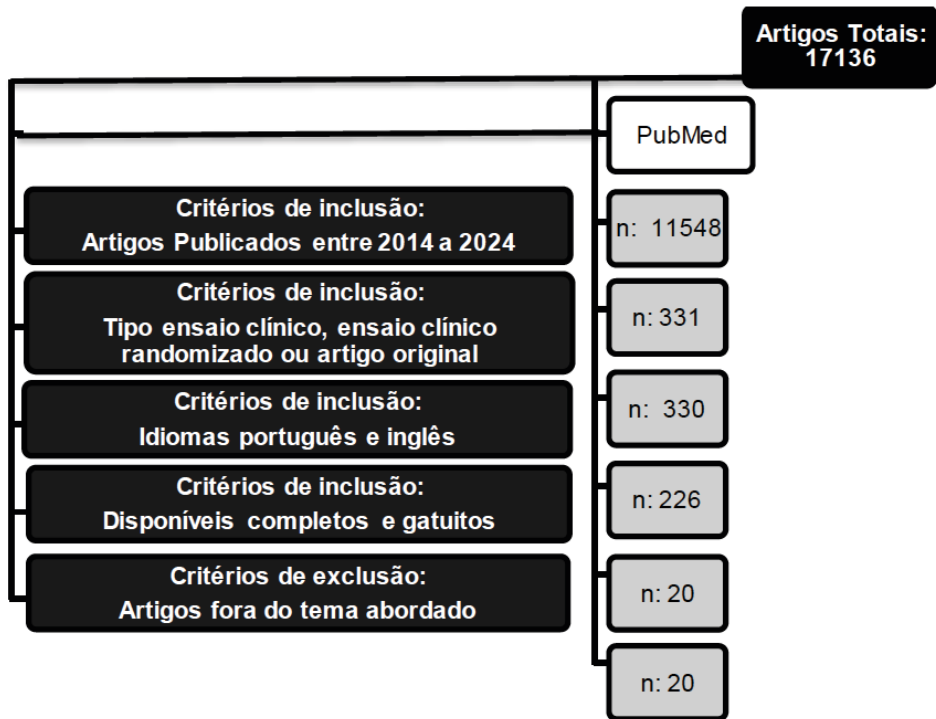 Artigos Totais:
17136
PubMed
Critérios de inclusão:
Artigos Publicados entre 2014 a 2024
n: 11548
Critérios de inclusão:
Tipo ensaio clínico, ensaio clínico
randomizado ou artigo original
n: 331
Critérios de inclusão:
Idiomas português e inglês
n: 330
Critérios de inclusão:
Disponíveis completos e gatuitos
n: 226
Critérios de exclusão:
Artigos fora do tema abordado
n: 20
n: 20